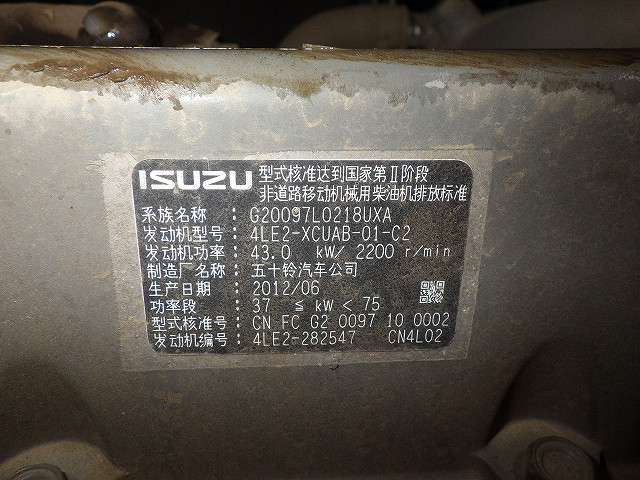 ISUZU 型式核准达到国家第Ⅱ阶段
非道路移动机械用柴油机排放标准
系族名称 : G20097L0218UXA
发动机型号 : 4LE2-XCUAB-01-C2
发动机功率 : 43.0 kW/ 2200 r/min
制造厂名称 : 五十铃汽车公司
生产日期 : 2012/06
功率段 : 37 ≦ kW < 75
型式核准号 : CN FC G2 0097 10 0002
发动机编号 : 4LE2-282547 CN4L02